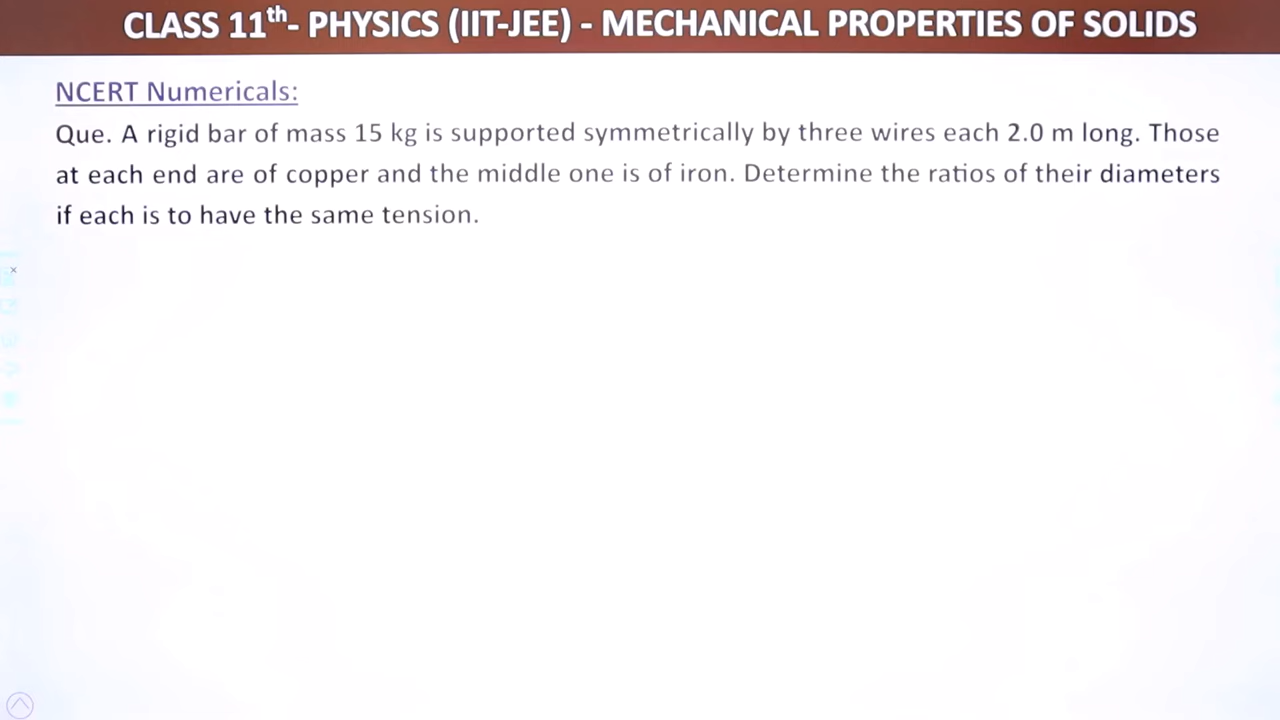 CLASS 11th- PHYSICS (IIT-JEE) - MECHANICAL PROPERTIES OF SOLIDS
NCERT Numericals:
Que. A rigid bar of mass 15 kg is supported symmetrically by three wires each 2.0 m long. Those
at each end are of copper and the middle one is of iron. Determine the ratios of their diameters
if each is to have the same tension.